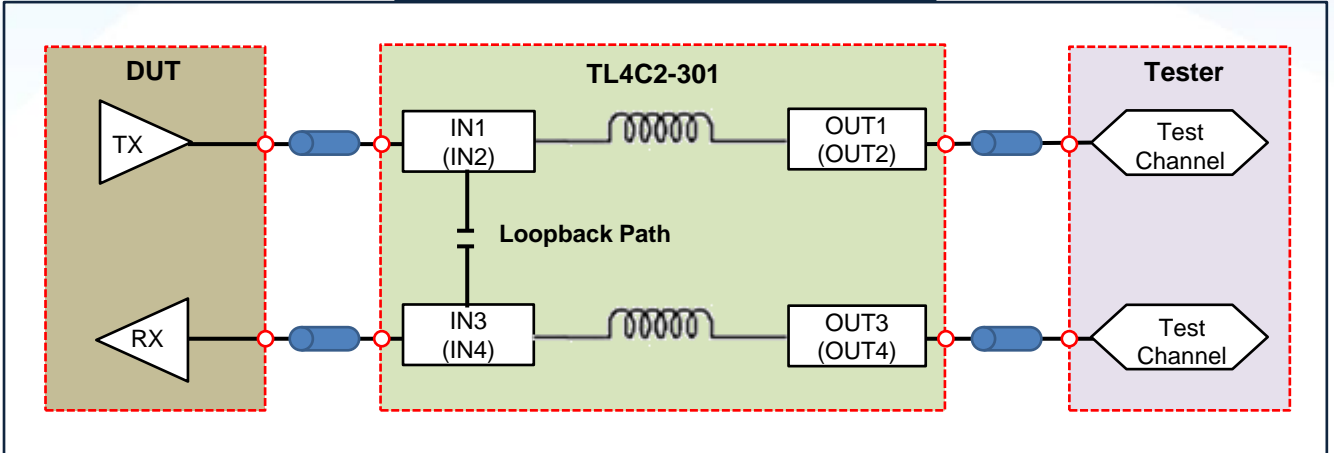 DUT
TL4C2-301
Tester
TX
IN1
(IN2)
OUT1
(OUT2)
Test
Channel
Loopback Path
RX
IN3
(IN4)
OUT3
(OUT4)
Test
Channel